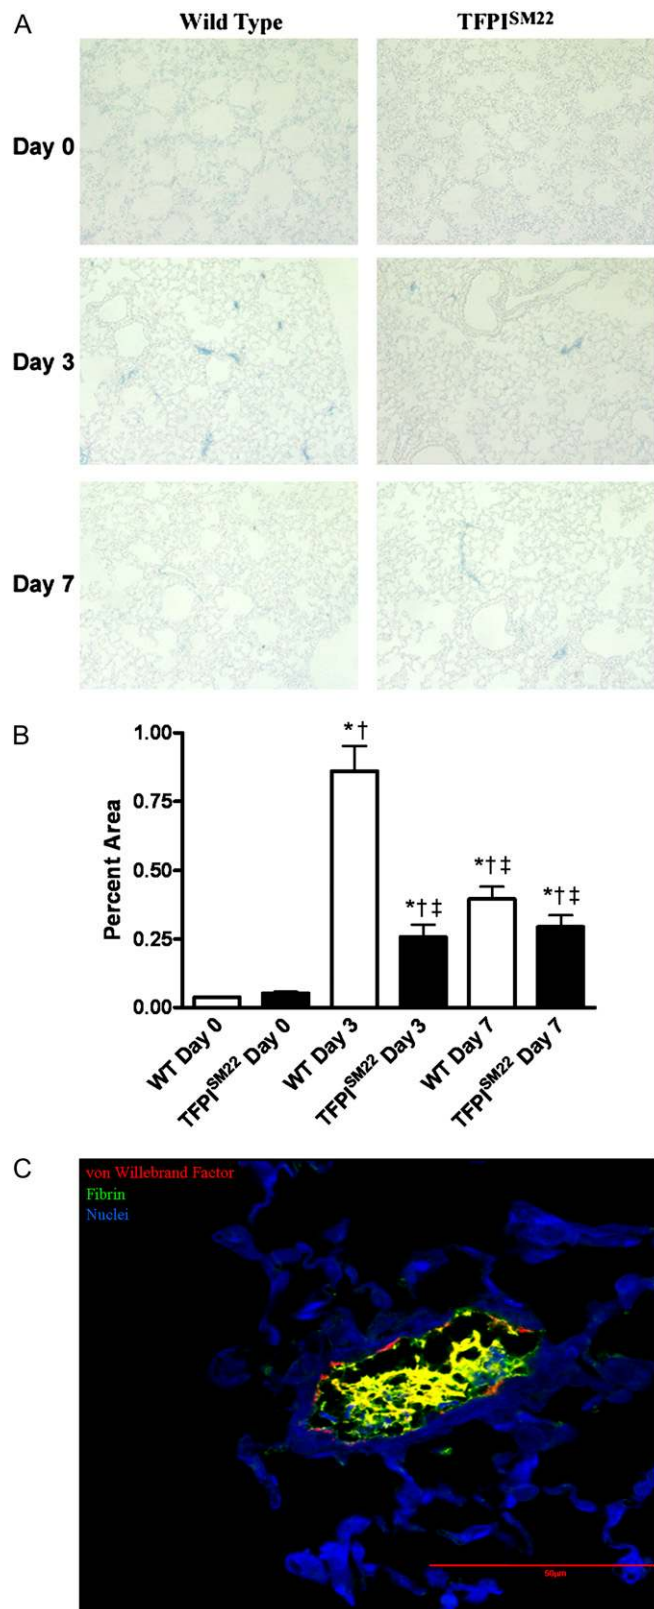 A
Wild Type TFPI^SM22
Day 0
Day 3
Day 7
B
*†
*†‡
*†‡
*†‡
1.00
0.75
0.50
0.25
0.00
Percent Area
WT Day 0
TFPI^SM22 Day 0
WT Day 3
TFPI^SM22 Day 3
WT Day 7
TFPI^SM22 Day 7
C
von Willebrand Factor
Fibrin
Nuclei
50µm